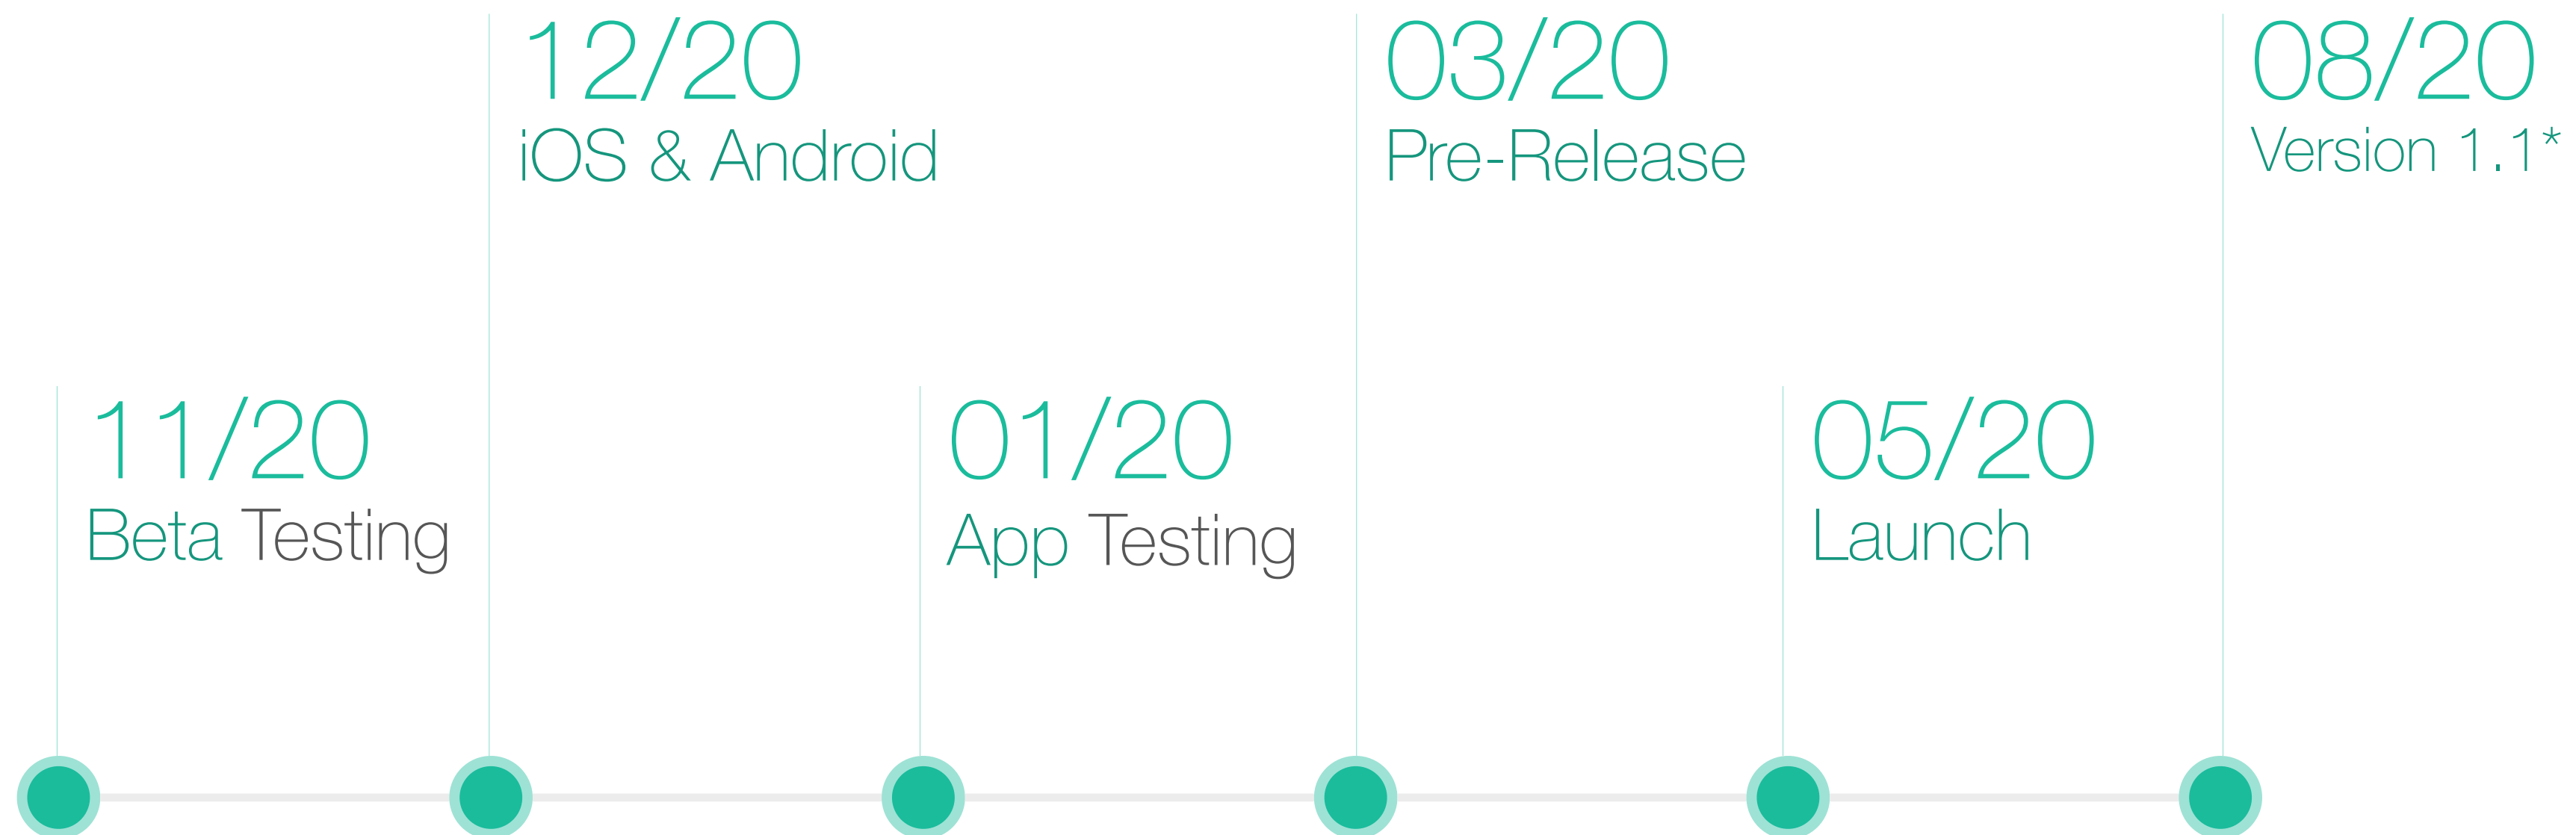 11/20
Beta Testing
12/20
iOS & Android
01/20
App Testing
03/20
Pre-Release
05/20
Launch
08/20
Version 1.1*